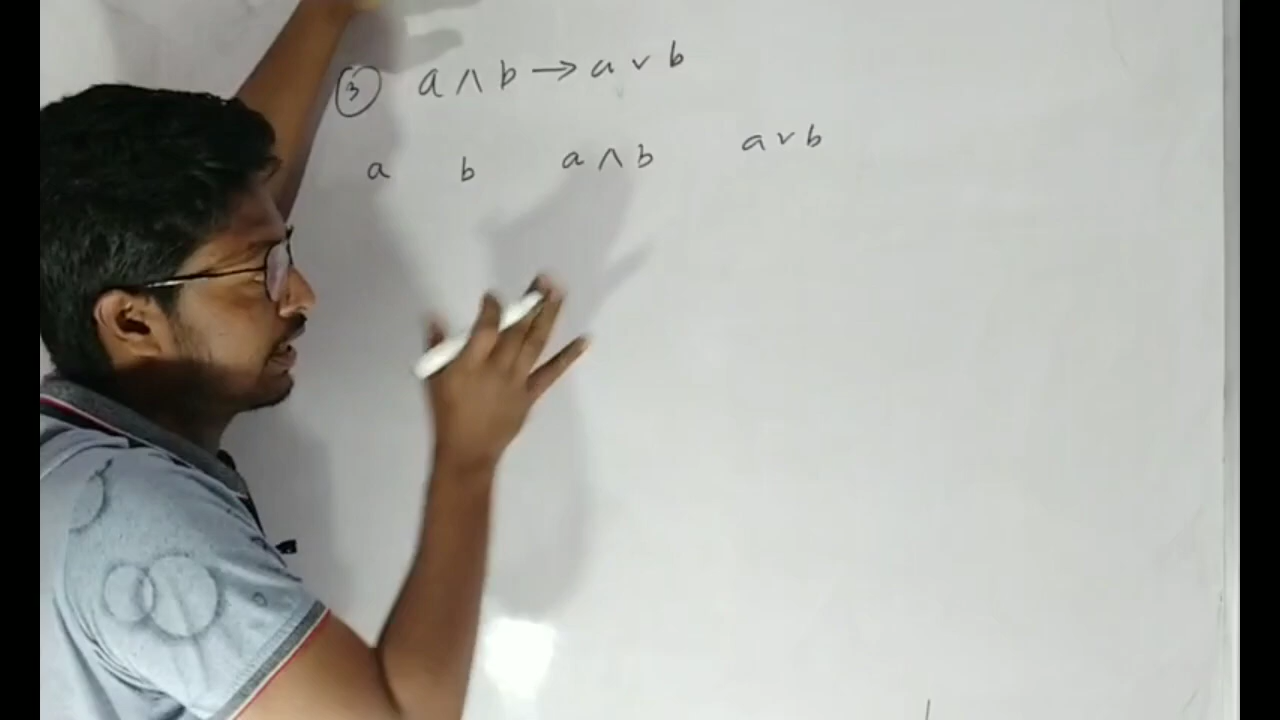 ③ a ∧ b → a ∨ b
a b a ∧ b a ∨ b